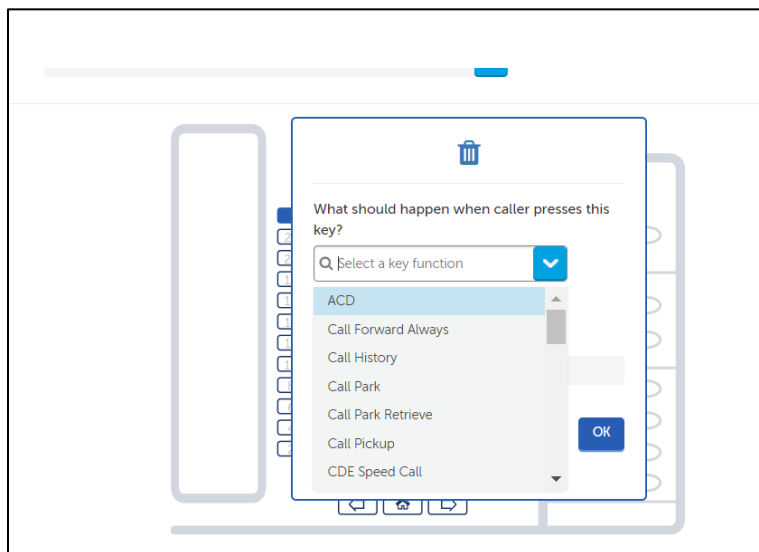 What should happen when caller presses this
key?
Select a key function
ACD
Call Forward Always
Call History
Call Park
Call Park Retrieve
OK
Call Pickup
CDE Speed Call